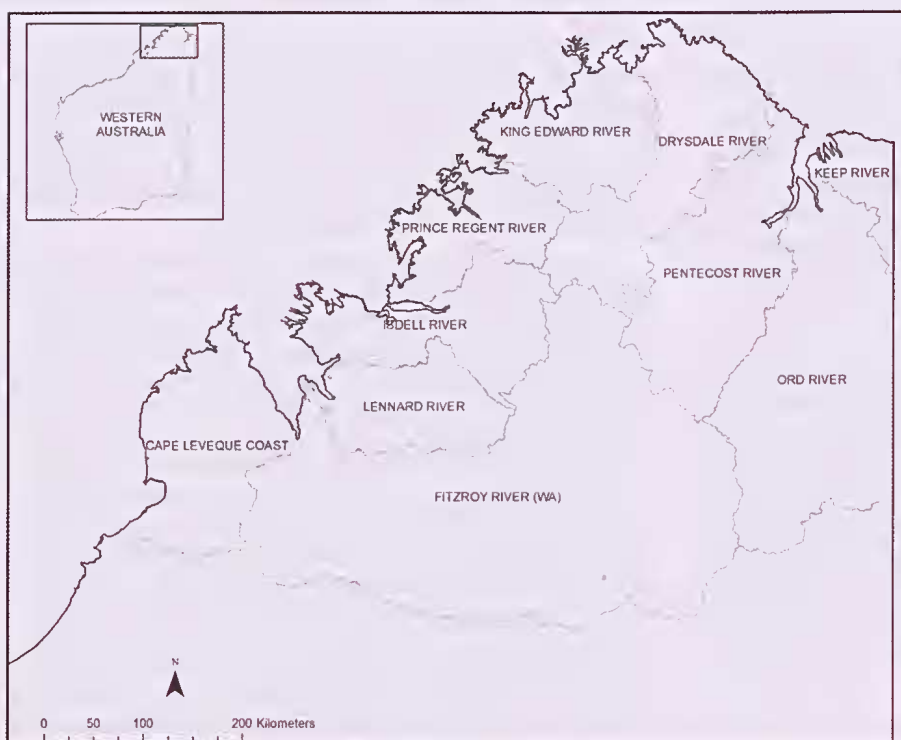 WESTERN
AUSTRALIA
KING EDWARD RIVER
DRYSDALE RIVER
KEEP RIVER
PRINCE REGENT RIVER
PENTECOST RIVER
ISDELL RIVER
ORD RIVER
LENNARD RIVER
CAPE LEVEQUE COAST
FITZROY RIVER (WA)
N
0 50 100 200 Kilometers